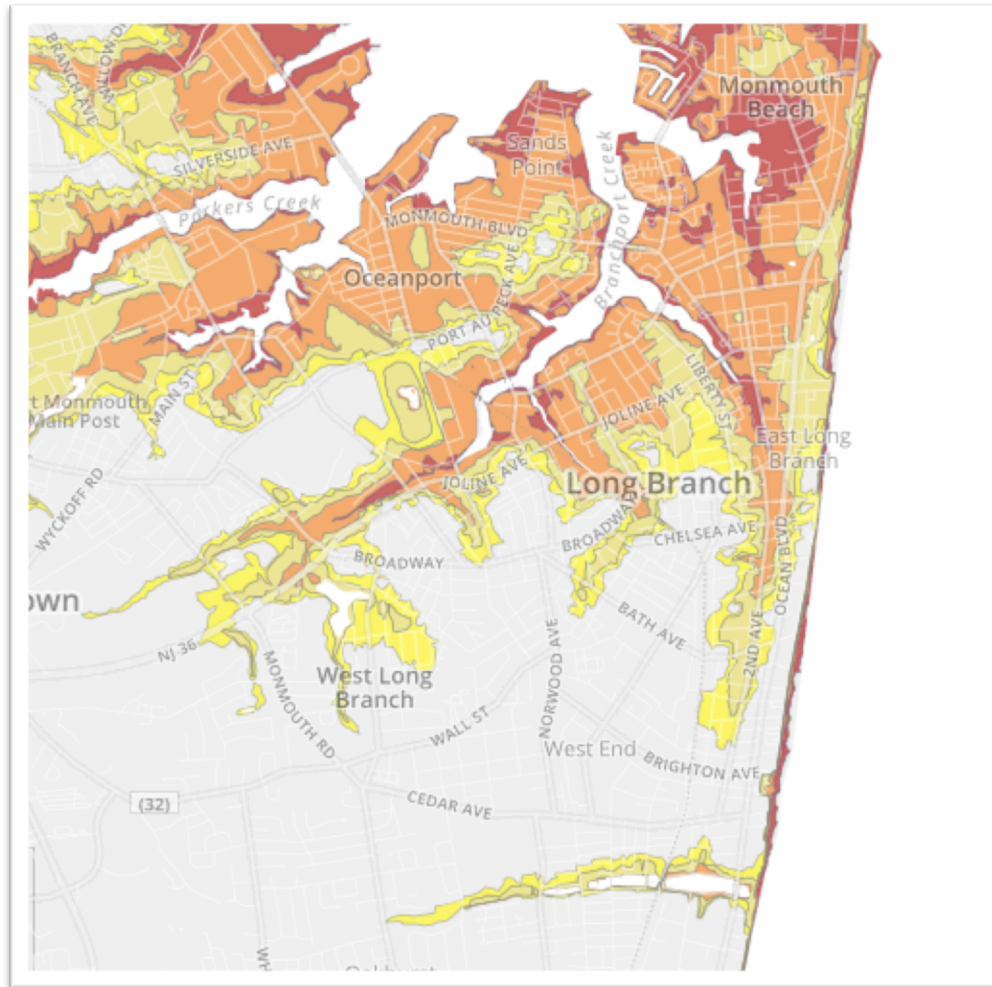 BRANCH AVE
Monmouth
Beach
Sands
Point
SILVERSIDE AVE
Parkers Creek
MONMOUTH BLVD
Branchport Creek
Oceanport
PECK AVE
PORT AU
MAIN ST
LIBERTY ST
JOLINE AVE
rt Monmouth
Main Post
East Long
Branch
JOLINE AVE
Long Branch
WYCKOFF RD
BROADWAY
CHELSEA AVE
BROADWAY
OCEAN BLVD
own
BATH AVE
NJ 36
2ND AVE
MONMOUTH RD
West Long
Branch
NORWOOD AVE
WALL ST
West End
BRIGHTON AVE
(32)
CEDAR AVE
WH